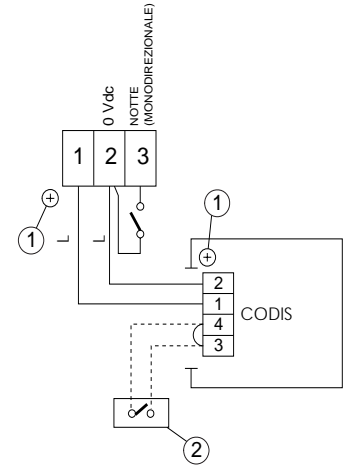 0 Vdc
NOTTE
(MONODIREZIONALE)
1 2 3
+
1
L L
1
+
2
1
4
3
CODIS
2